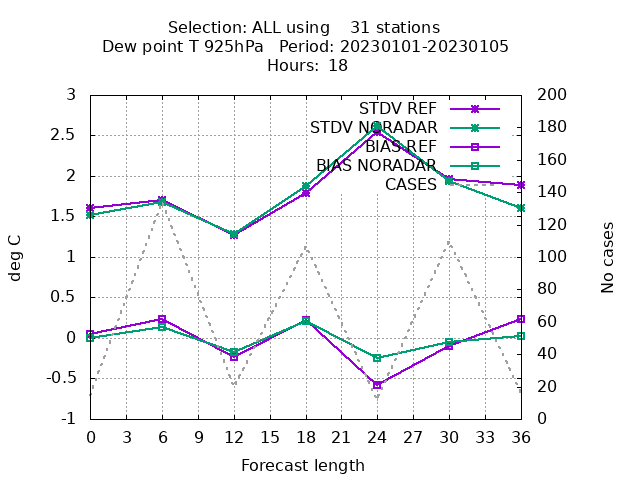 Selection: ALL using    31 stations
Dew point T 925hPa   Period: 20230101-20230105
Hours:  18
STDV REF
STDV NORADAR
BIAS REF
BIAS NORADAR
CASES
3
2.5
2
1.5
1
0.5
0
-0.5
-1
200
180
160
140
120
100
80
60
40
20
0
deg C
No cases
0 3 6 9 12 15 18 21 24 27 30 33 36
Forecast length